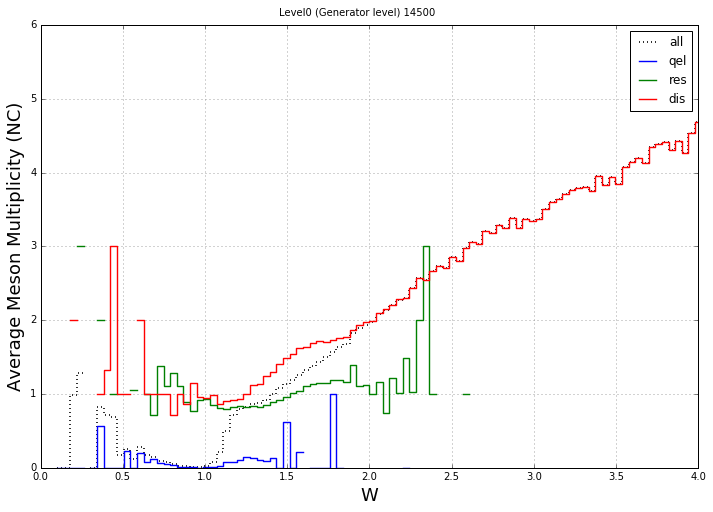 Level0 (Generator level) 14500
Average Meson Multiplicity (NC)
6
5
4
3
2
1
0
all
qel
res
dis
0.0 0.5 1.0 1.5 2.0 2.5 3.0 3.5 4.0
W